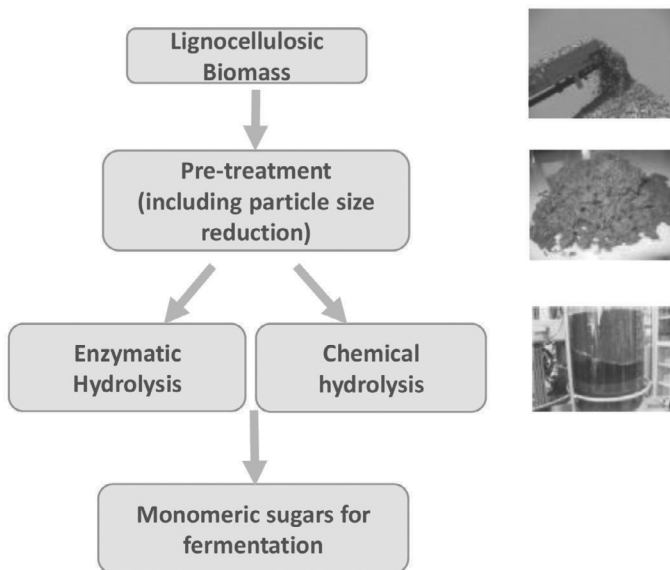 Lignocellulosic
Biomass
Pre-treatment
(including particle size
reduction)
Enzymatic
Hydrolysis
Chemical
hydrolysis
Monomeric sugars for
fermentation